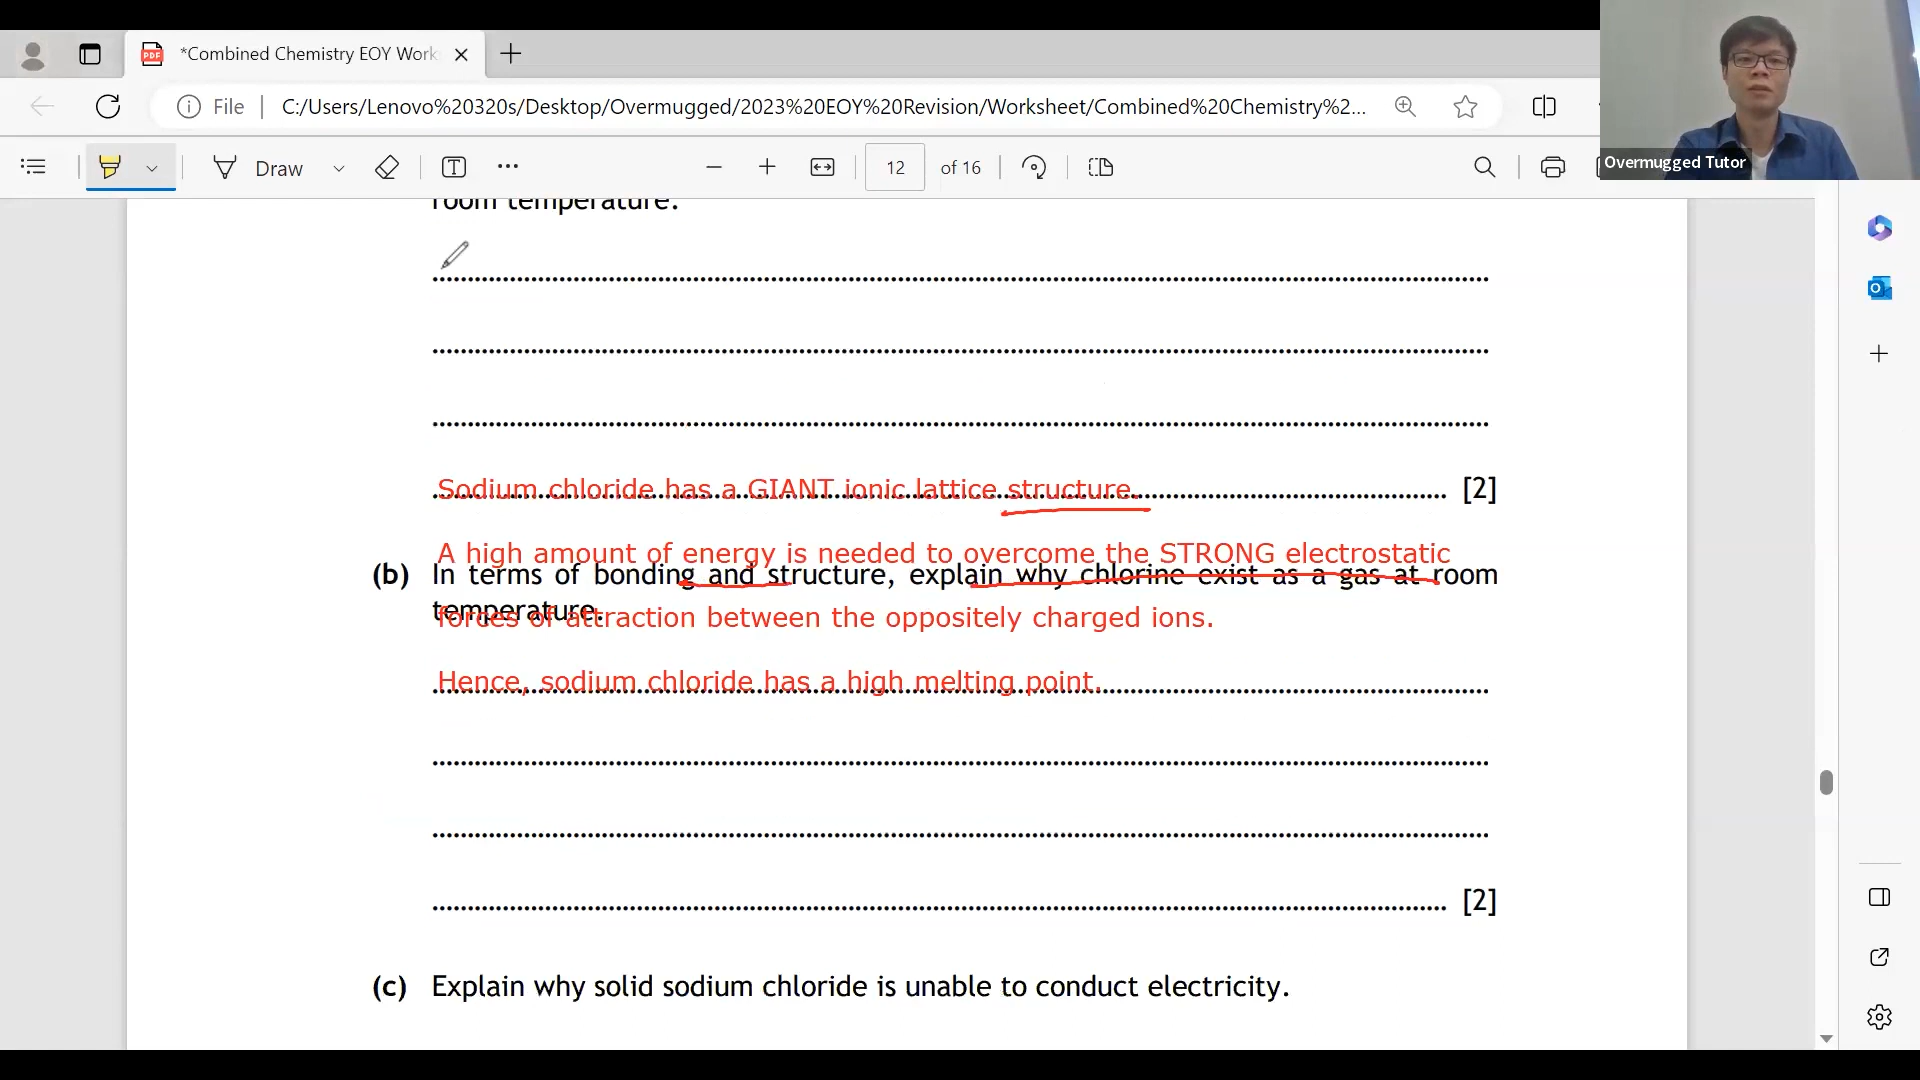 *Combined Chemistry EOY Work
File
C:/Users/Lenovo%20320s/Desktop/Overmugged/2023%20EOY%20Revision/Worksheet/Combined%20Chemistry%2...
Overmugged Tutor
Draw
12 of 16
room temperature.
Sodium chloride has a GIANT ionic lattice structure. [2]
A high amount of energy is needed to overcome the STRONG electrostatic
(b) In terms of bonding and structure, explain why chlorine exist as a gas at room
temperature.
forces of attraction between the oppositely charged ions.
Hence, sodium chloride has a high melting point.
[2]
(c) Explain why solid sodium chloride is unable to conduct electricity.